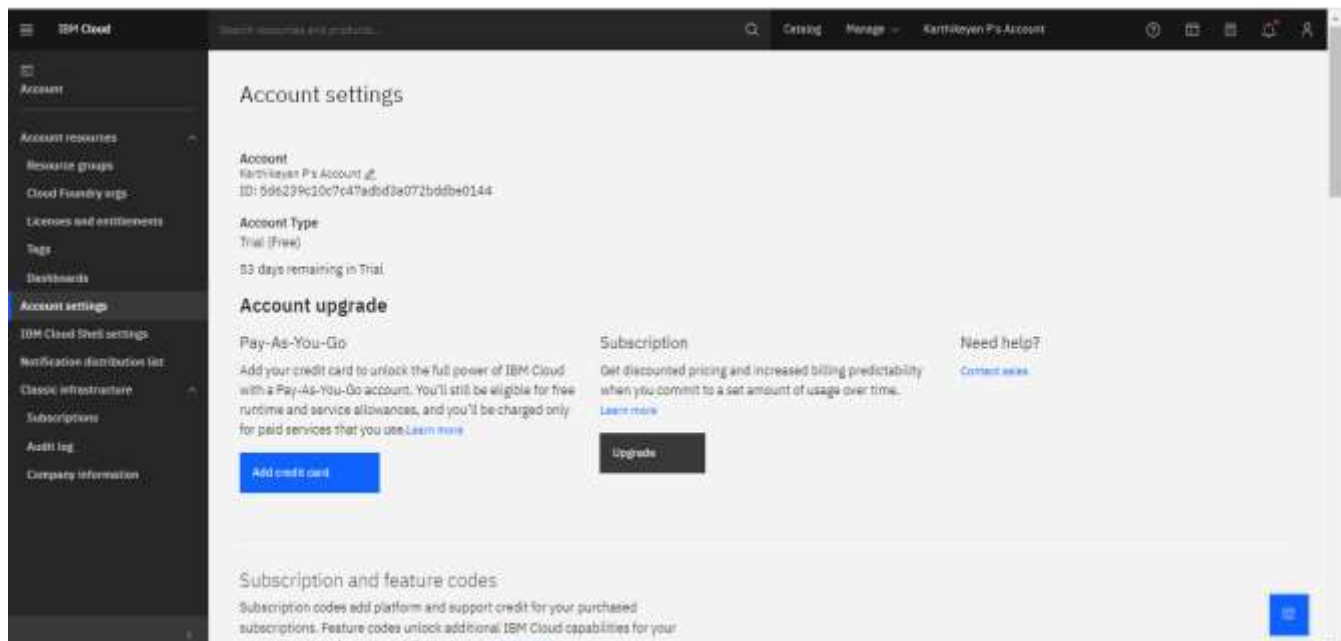 IBM Cloud
Search resources and products...
Catalog
Manage
Karthikeyan P's Account
Account
Account resources
Resource groups
Cloud Foundry orgs
Licenses and entitlements
Tags
Dashboards
Account settings
IBM Cloud Shell settings
Notification distribution list
Classic infrastructure
Subscriptions
Audit log
Company information
Account settings
Account
Karthikeyan P's Account
ID:
Account Type
Trial (Free)
53 days remaining in Trial
Account upgrade
Pay-As-You-Go
Add your credit card to unlock the full power of IBM Cloud
with a Pay-As-You-Go account. You'll still be eligible for free
runtime and service allowances, and you'll be charged only
for paid services that you use.Learn more
Add credit card
Subscription
Get discounted pricing and increased billing predictability
when you commit to a set amount of usage over time.
Learn more
Upgrade
Need help?
Contact sales
Subscription and feature codes
Subscription codes add platform and support credit for your purchased
subscriptions. Feature codes unlock additional IBM Cloud capabilities for your